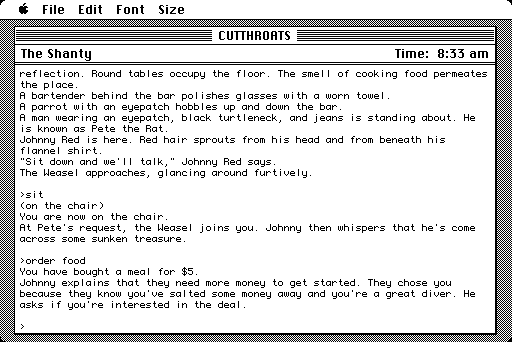 File Edit Font Size
CUTTHROATS
The Shanty Time: 8:33 am
reflection. Round tables occupy the floor. The smell of cooking food permeates
the place.
A bartender behind the bar polishes glasses with a worn towel.
A parrot with an eyepatch hobbles up and down the bar.
A man wearing an eyepatch, black turtleneck, and jeans is standing about. He
is known as Pete the Rat.
Johnny Red is here. Red hair sprouts from his head and from beneath his
flannel shirt.
"Sit down and we'll talk," Johnny Red says.
The Weasel approaches, glancing around furtively.
>sit
(on the chair)
You are now on the chair.
At Pete's request, the Weasel joins you. Johnny then whispers that he's come
across some sunken treasure.
>order food
You have bought a meal for $5.
Johnny explains that they need more money to get started. They chose you
because they know you've salted some money away and you're a great diver. He
asks if you're interested in the deal.
>